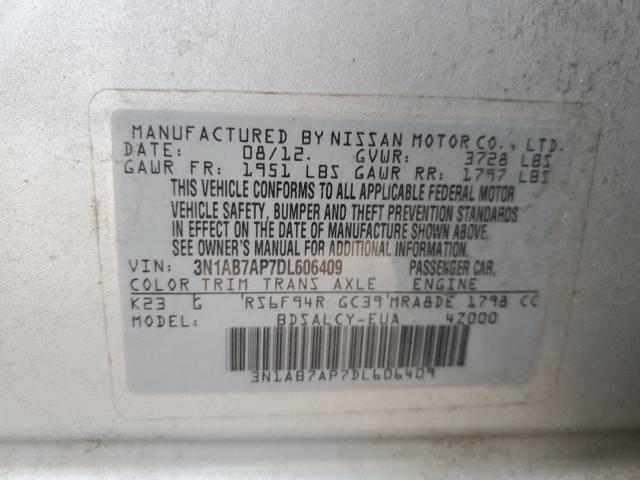 MANUFACTURED BY NISSAN MOTOR CO., LTD.
DATE: 08/12. GVWR: 3728 LBS
GAWR FR: 1951 LBS GAWR RR: 1797 LBS
THIS VEHICLE CONFORMS TO ALL APPLICABLE FEDERAL MOTOR
VEHICLE SAFETY, BUMPER AND THEFT PREVENTION STANDARDS
IN EFFECT ON THE DATE OF MANUFACTURE SHOWN ABOVE.
SEE OWNER'S MANUAL FOR ADDITIONAL INFORMATION.
VIN: 3N1AB7AP7DL606409 PASSENGER CAR.
COLOR TRIM TRANS AXLE ENGINE
K23 G RS6F94R GC39 MRA8DE 1798 CC
MODEL: BDSALCY-EUA 4Z000
3N1AB7AP7DL606409